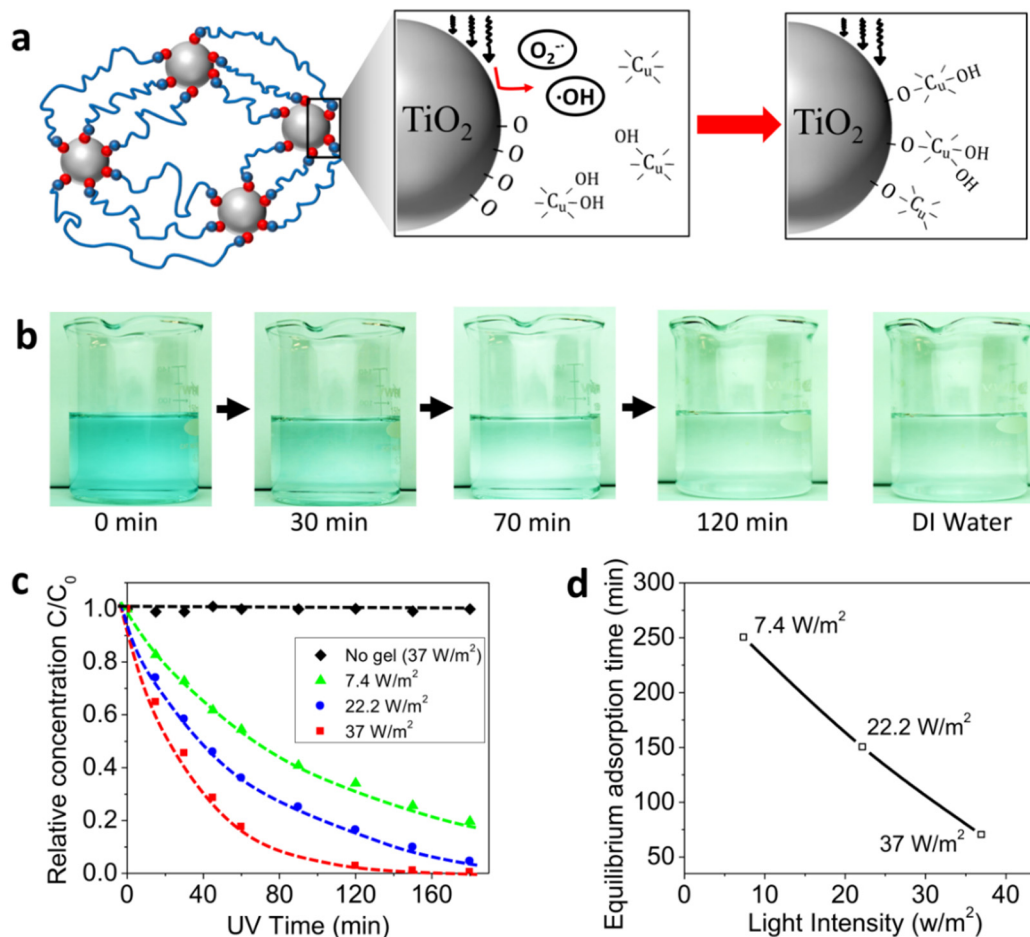 a
TiO₂
O₂⁻·
·OH
Cu
O
O
O
O
OH
Cu
Cu
OH
OH
TiO₂
O
Cu
OH
O
Cu
OH
OH
O
Cu
b
0 min
30 min
70 min
120 min
DI Water
c
Relative concentration C/C₀
1.0
0.8
0.6
0.4
0.2
0.0
No gel (37 W/m²)
7.4 W/m²
22.2 W/m²
37 W/m²
0
40
80
120
160
UV Time (min)
d
Equilibrium adsorption time (min)
300
250
200
150
100
50
7.4 W/m²
22.2 W/m²
37 W/m²
0
10
20
30
40
Light Intensity (w/m²)